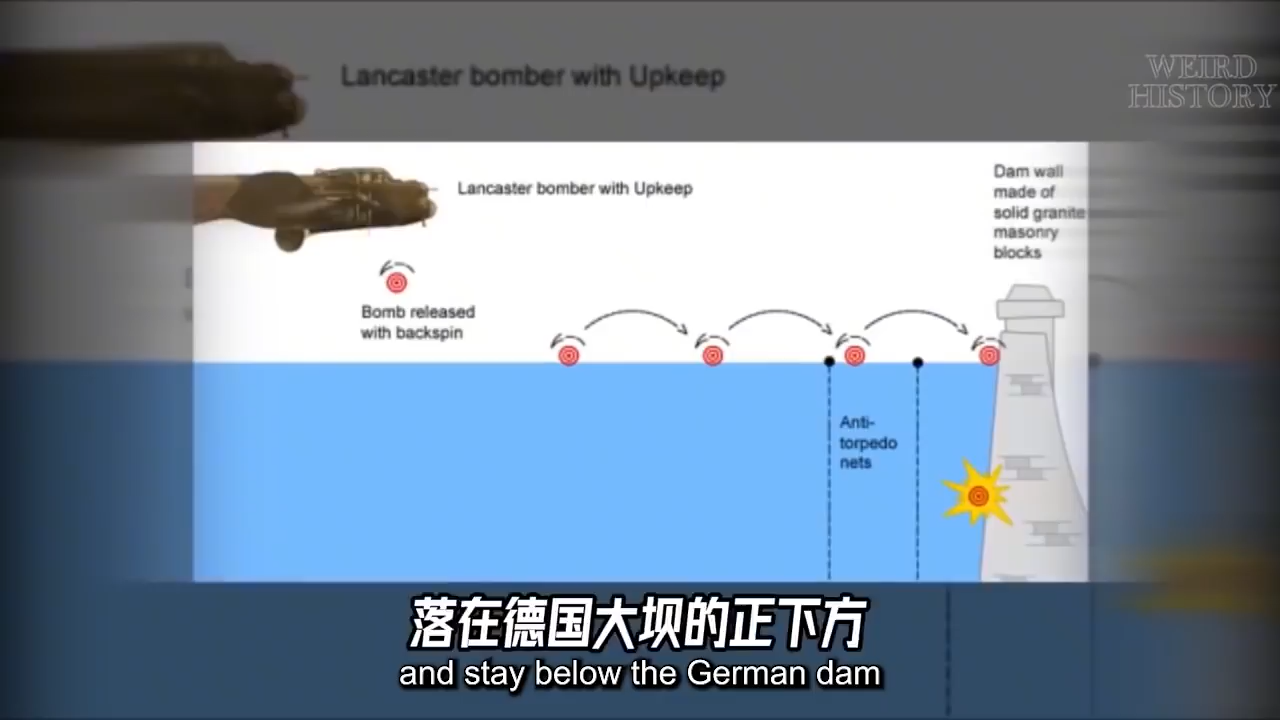 Lancaster bomber with Upkeep
WEIRD
HISTORY
Lancaster bomber with Upkeep
Dam wall
made of
solid granite
masonry
blocks
Bomb released
with backspin
Anti-
torpedo
nets
落在德国大坝的正下方
and stay below the German dam